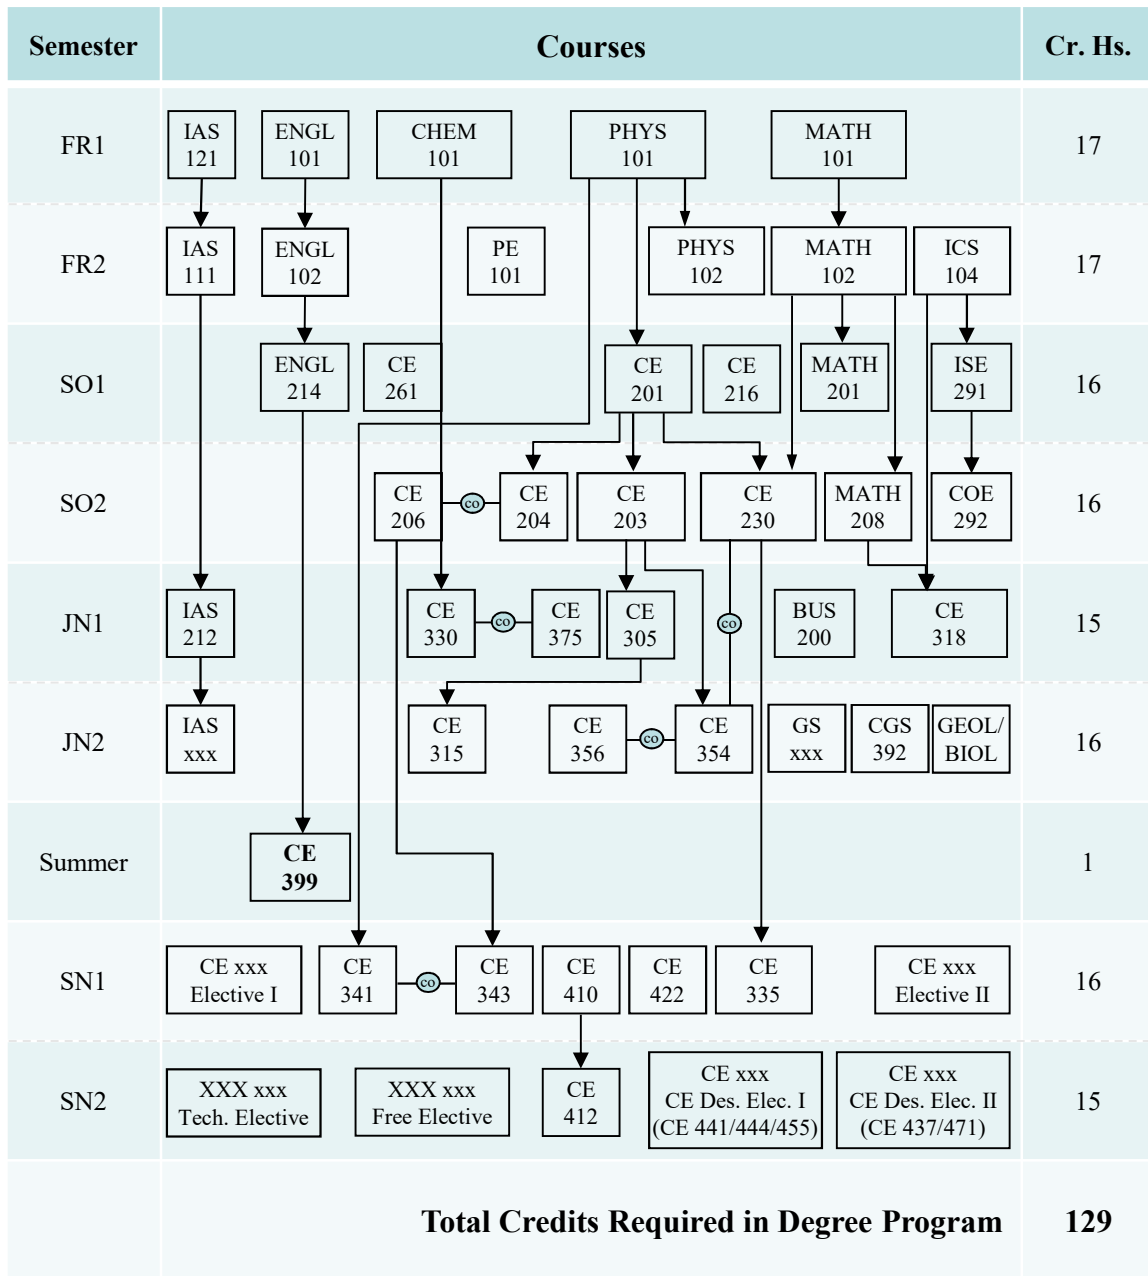 Semester
Courses
Cr. Hs.
FR1
IAS
121
ENGL
101
CHEM
101
PHYS
101
MATH
101
17
FR2
IAS
111
ENGL
102
PE
101
PHYS
102
MATH
102
ICS
104
17
SO1
ENGL
214
CE
261
CE
201
CE
216
MATH
201
ISE
291
16
SO2
CE
206
co
CE
204
CE
203
CE
230
MATH
208
COE
292
16
JN1
IAS
212
CE
330
co
CE
375
CE
305
co
BUS
200
CE
318
15
JN2
IAS
xxx
CE
315
CE
356
co
CE
354
GS
xxx
CGS
392
GEOL/
BIOL
16
Summer
CE
399
1
SN1
CE xxx
Elective I
CE
341
co
CE
343
CE
410
CE
422
CE
335
CE xxx
Elective II
16
SN2
XXX xxx
Tech. Elective
XXX xxx
Free Elective
CE
412
CE xxx
CE Des. Elec. I
(CE 441/444/455)
CE xxx
CE Des. Elec. II
(CE 437/471)
15
Total Credits Required in Degree Program
129